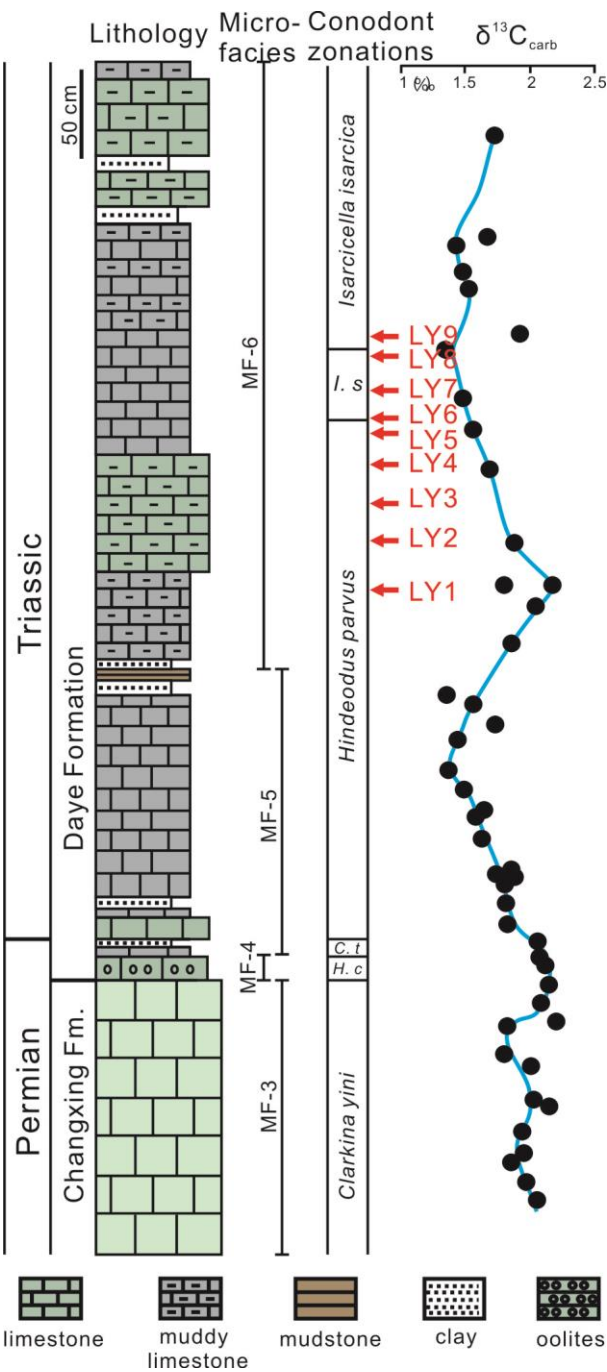 Lithology
Micro-
facies
Conodont
zonations
δ¹³C carb
1
‰
1.5
2
2.5
50 cm
Triassic
Permian
Daye Formation
Changxing Fm.
MF-6
MF-5
MF-4
MF-3
Isarcicella isarcica
I. s
Hindeodus parvus
C. t
H. c
Clarkina yini
LY9
LY8
LY7
LY6
LY5
LY4
LY3
LY2
LY1
limestone
muddy
limestone
mudstone
clay
oolites